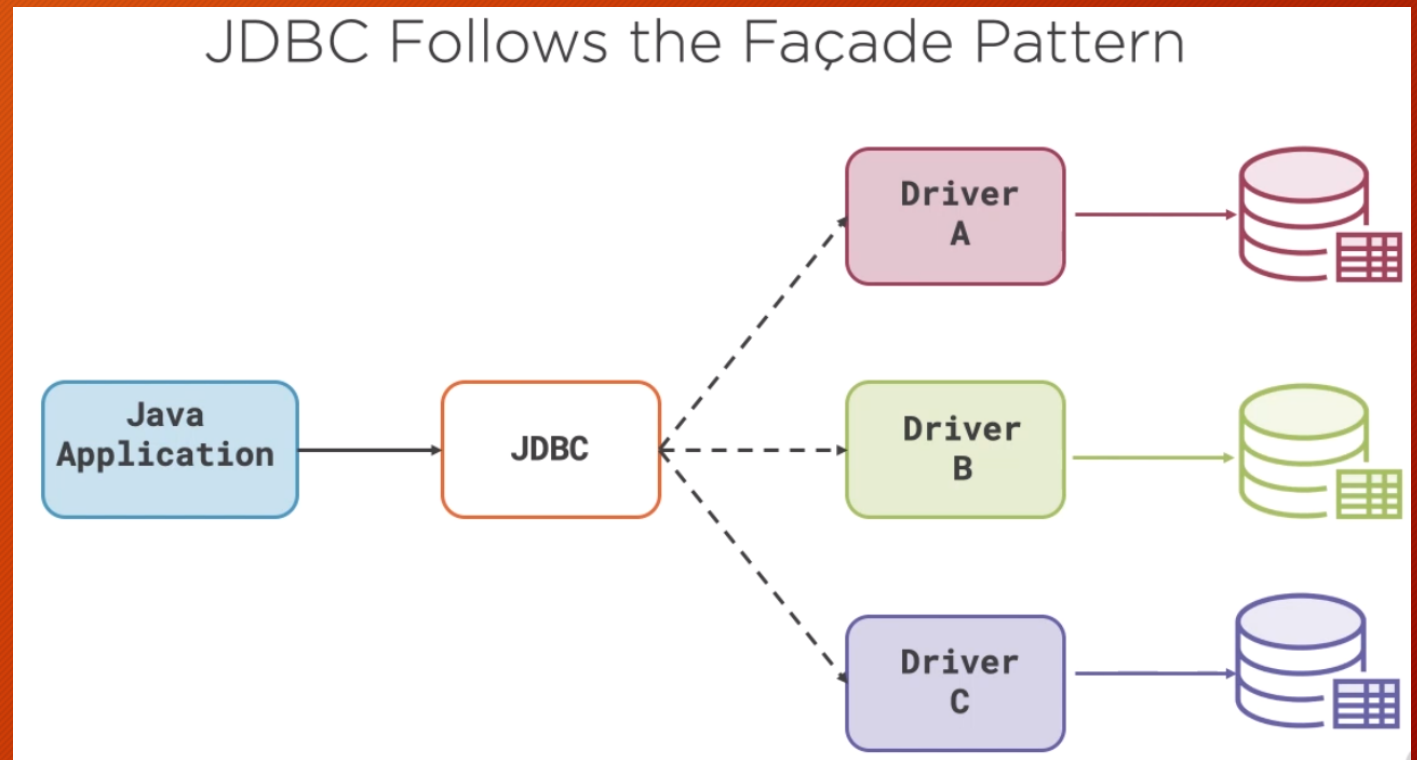 JDBC Follows the Façade Pattern
Driver
A
Java
Application
JDBC
Driver
B
Driver
C